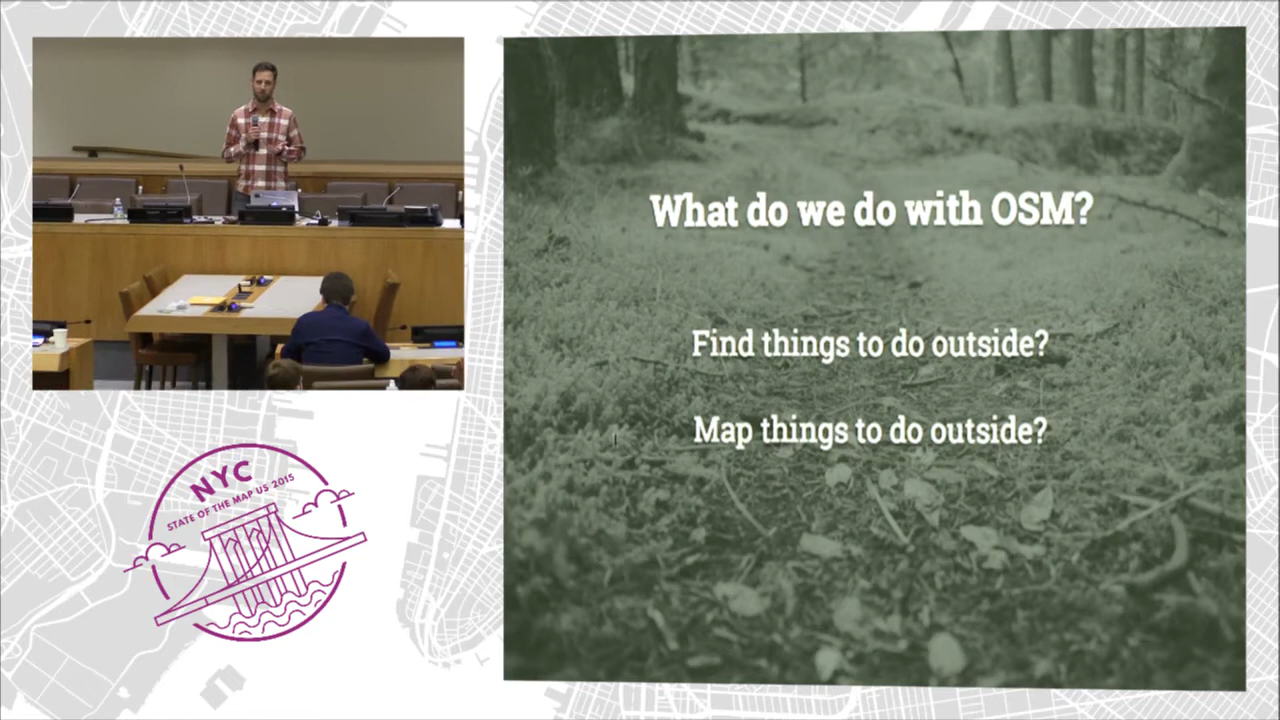 What do we do with OSM?
Find things to do outside?
Map things to do outside?
NYC
STATE OF THE MAP US 2015